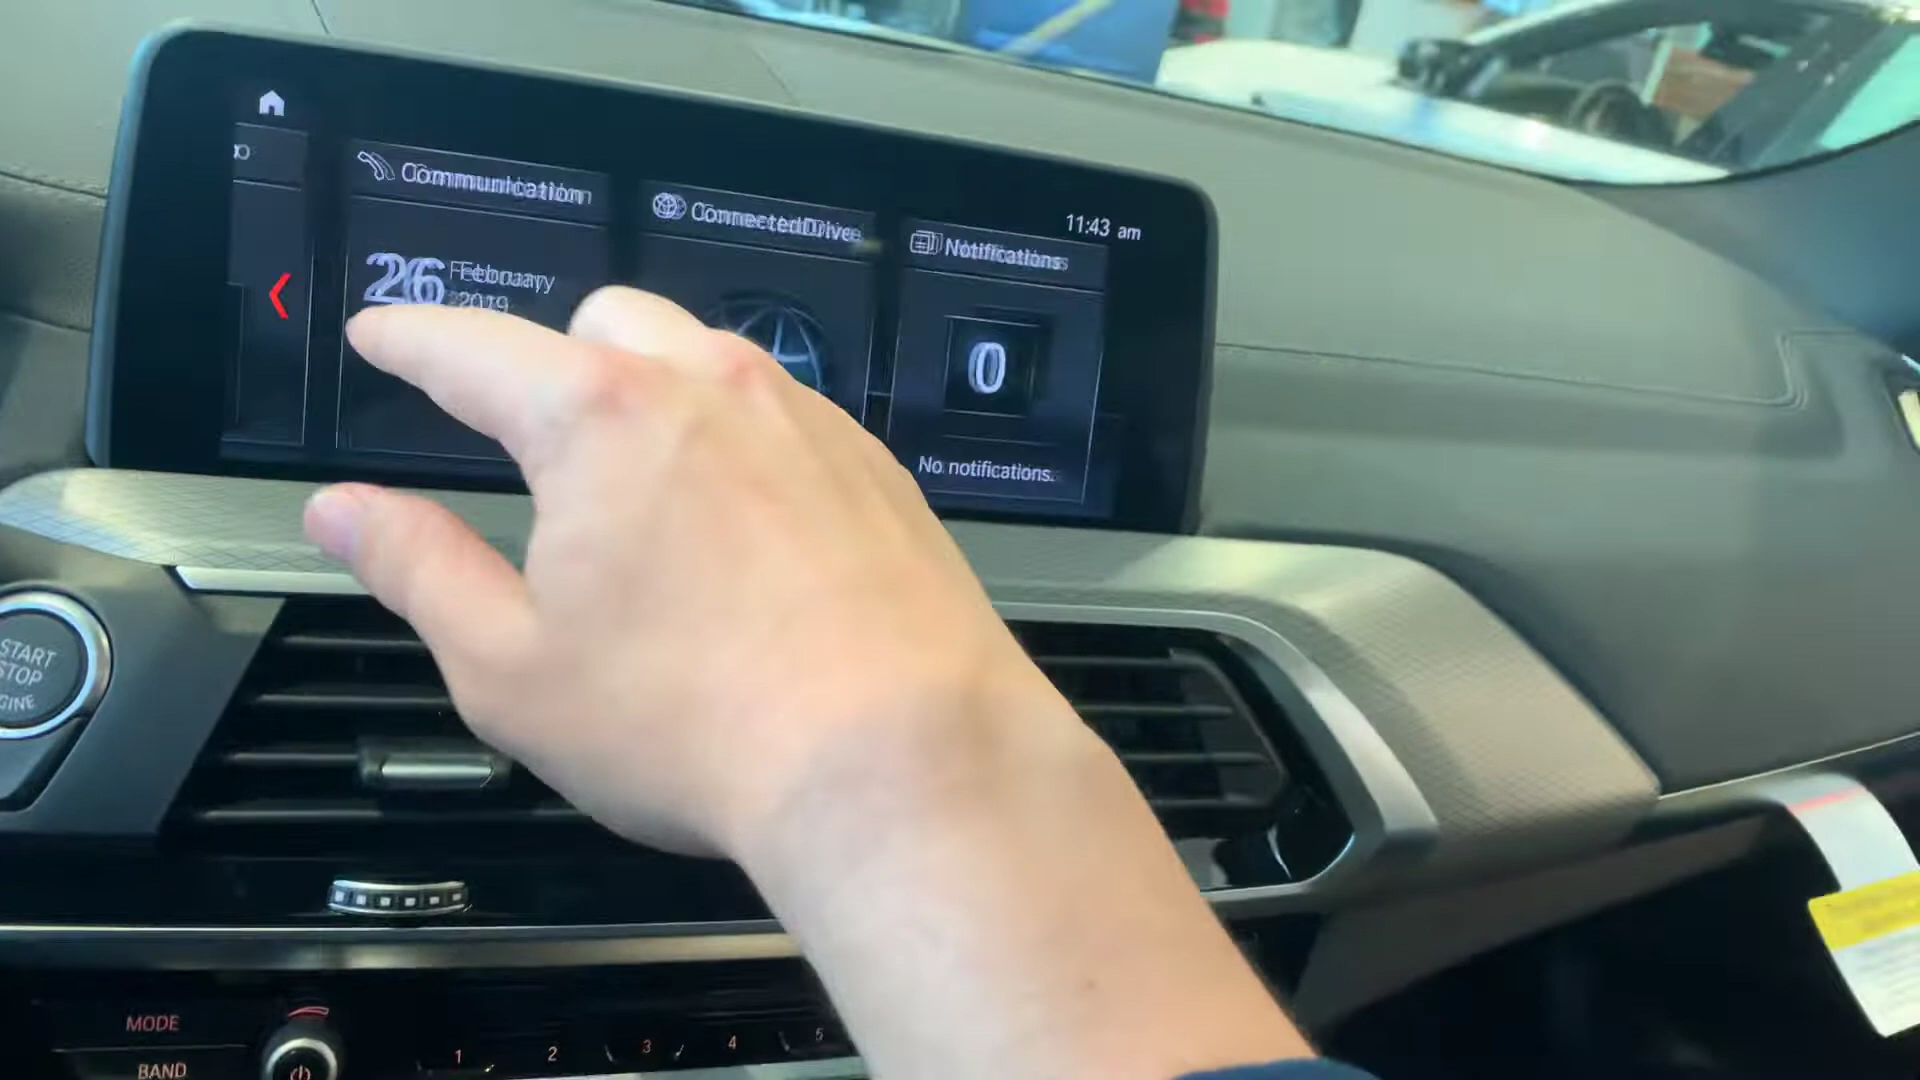 11:43 am
Communication
ConnectedDrive
Notifications
26 February
2019
0
No notifications.
START
STOP
MODE
BAND
1 2 3 4 5